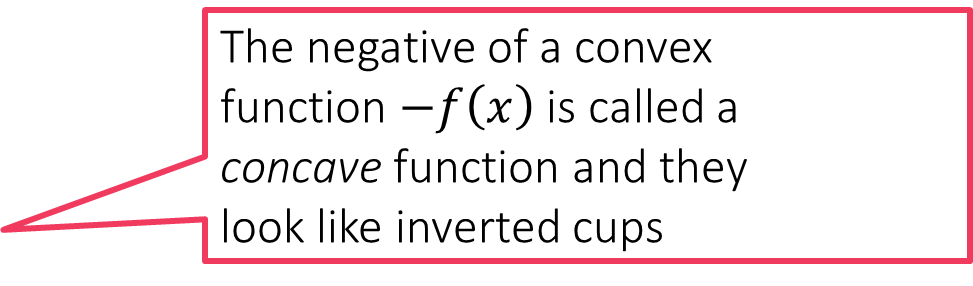 The negative of a convex
function −f(x) is called a
concave function and they
look like inverted cups